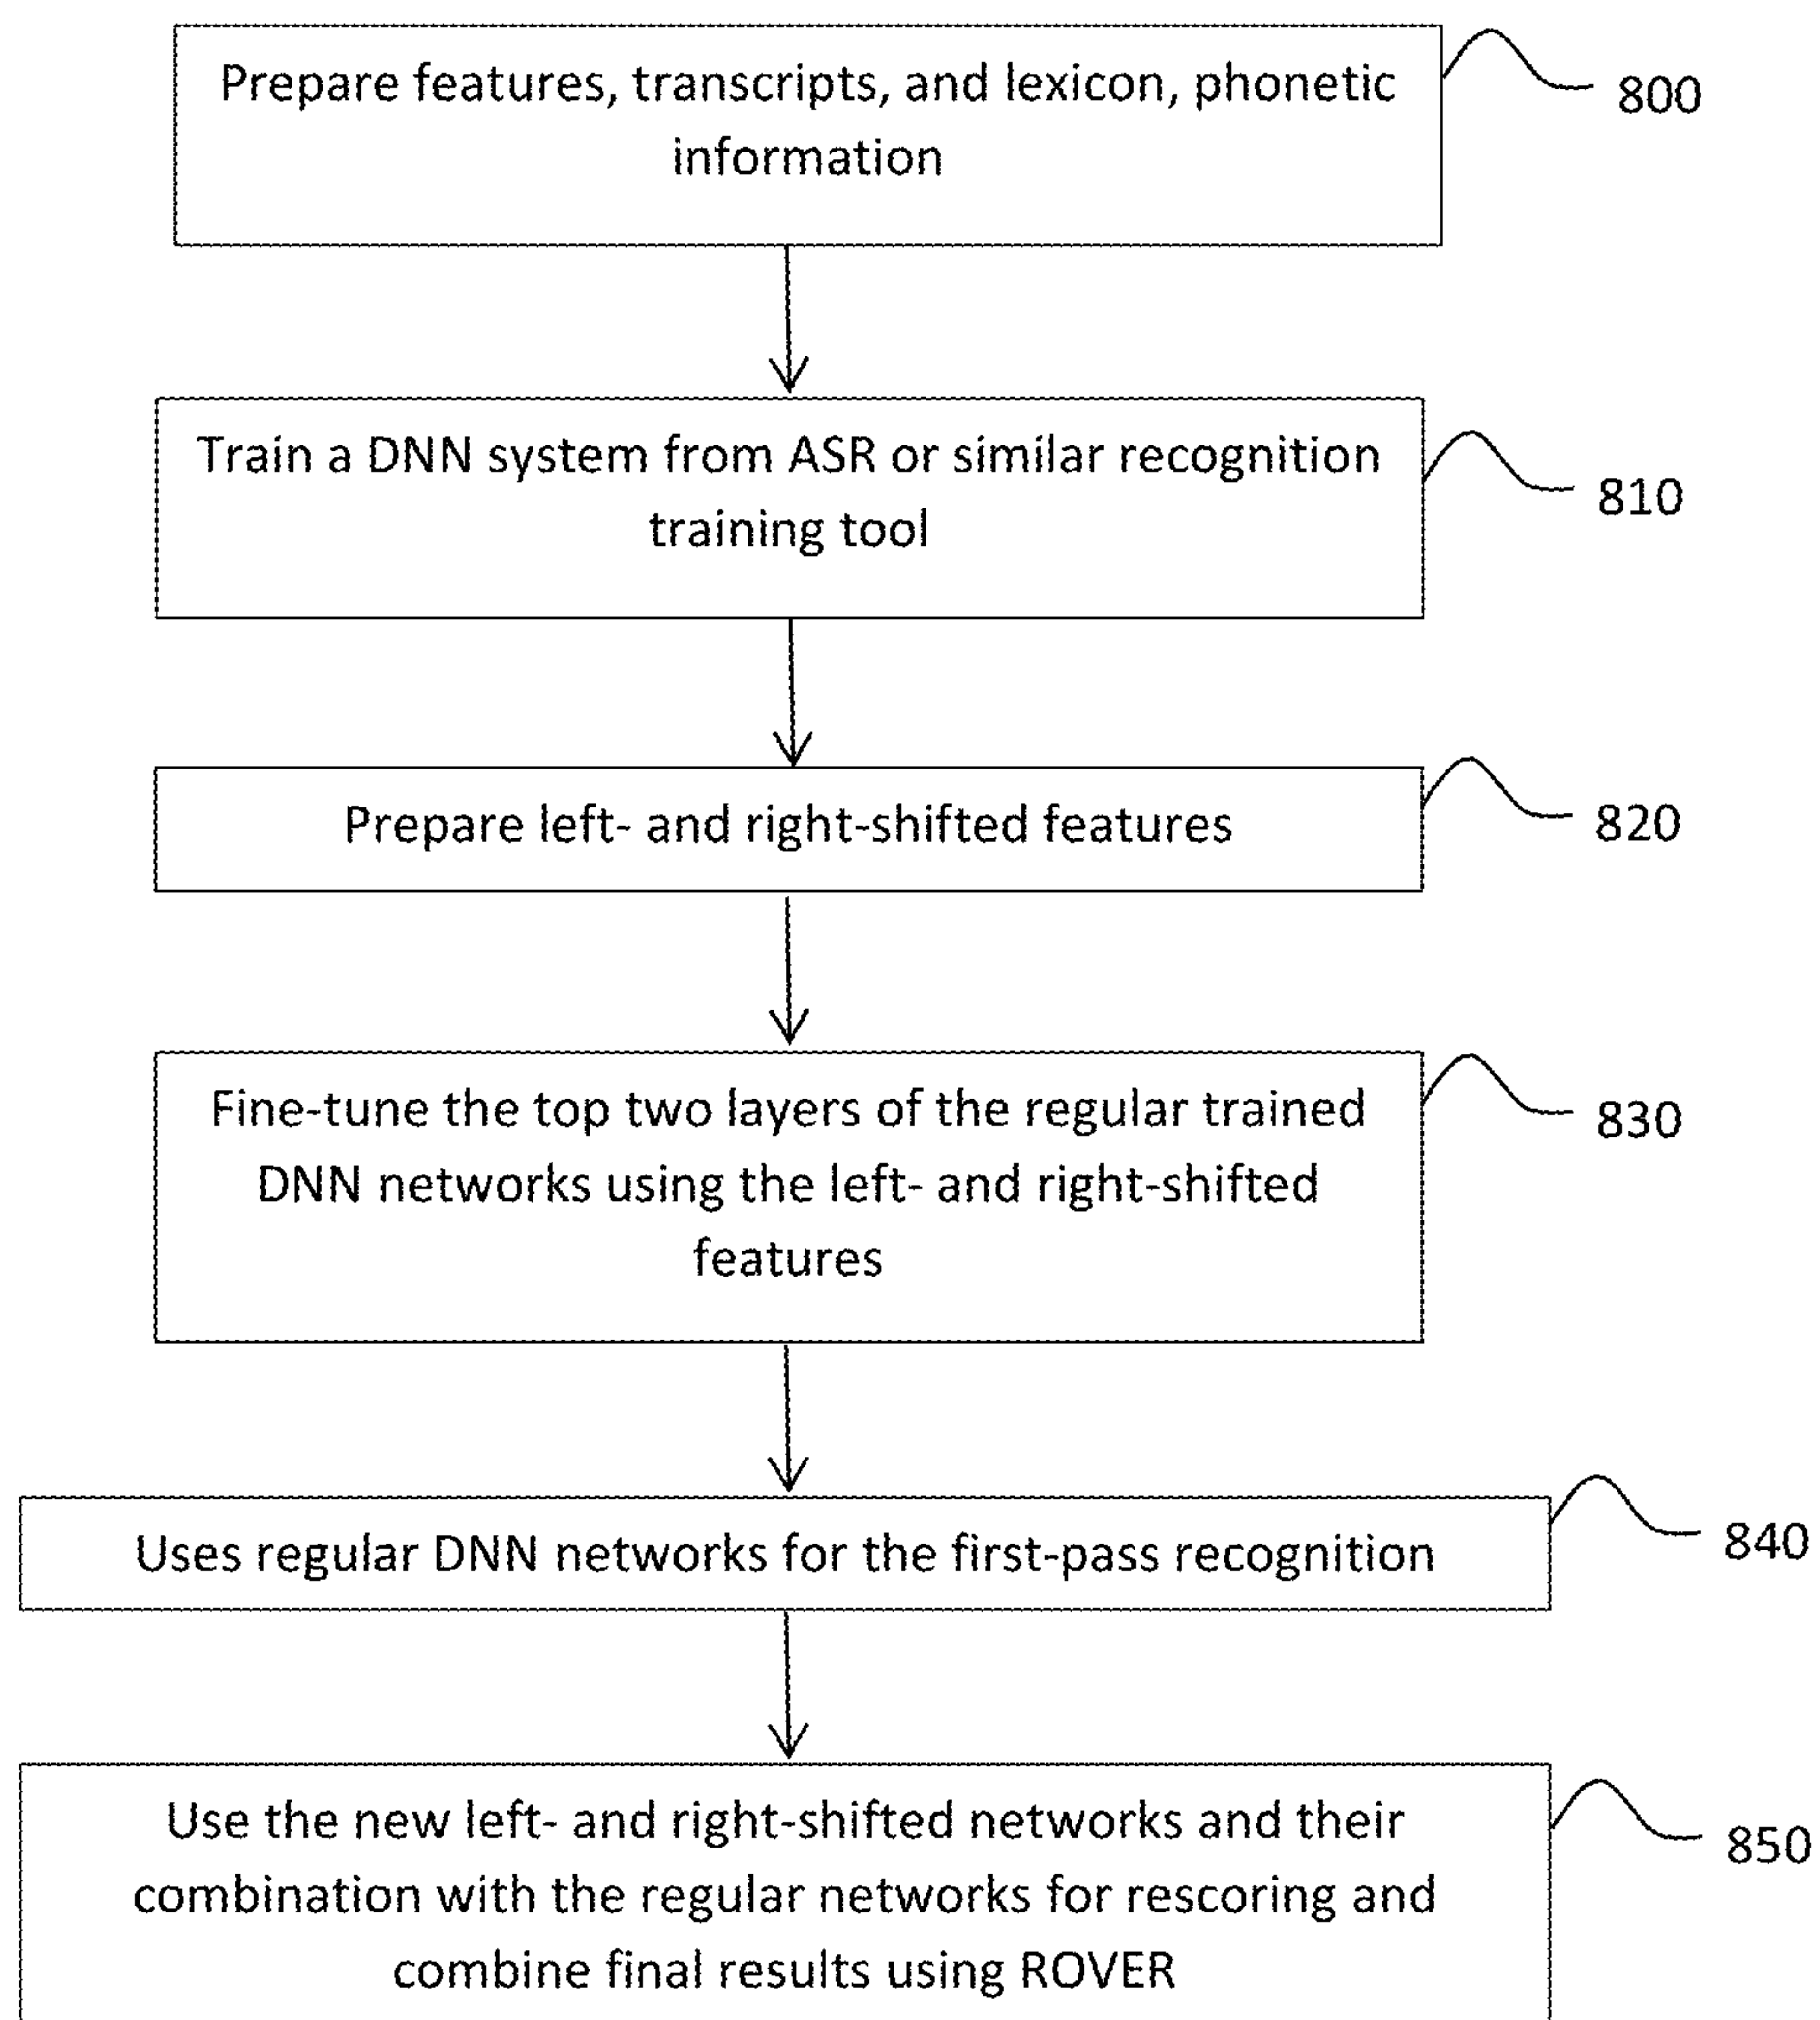 Prepare features, transcripts, and lexicon, phonetic
information
800
Train a DNN system from ASR or similar recognition
training tool
810
Prepare left- and right-shifted features
820
Fine-tune the top two layers of the regular trained
DNN networks using the left- and right-shifted
features
830
Uses regular DNN networks for the first-pass recognition
840
Use the new left- and right-shifted networks and their
combination with the regular networks for rescoring and
combine final results using ROVER
850